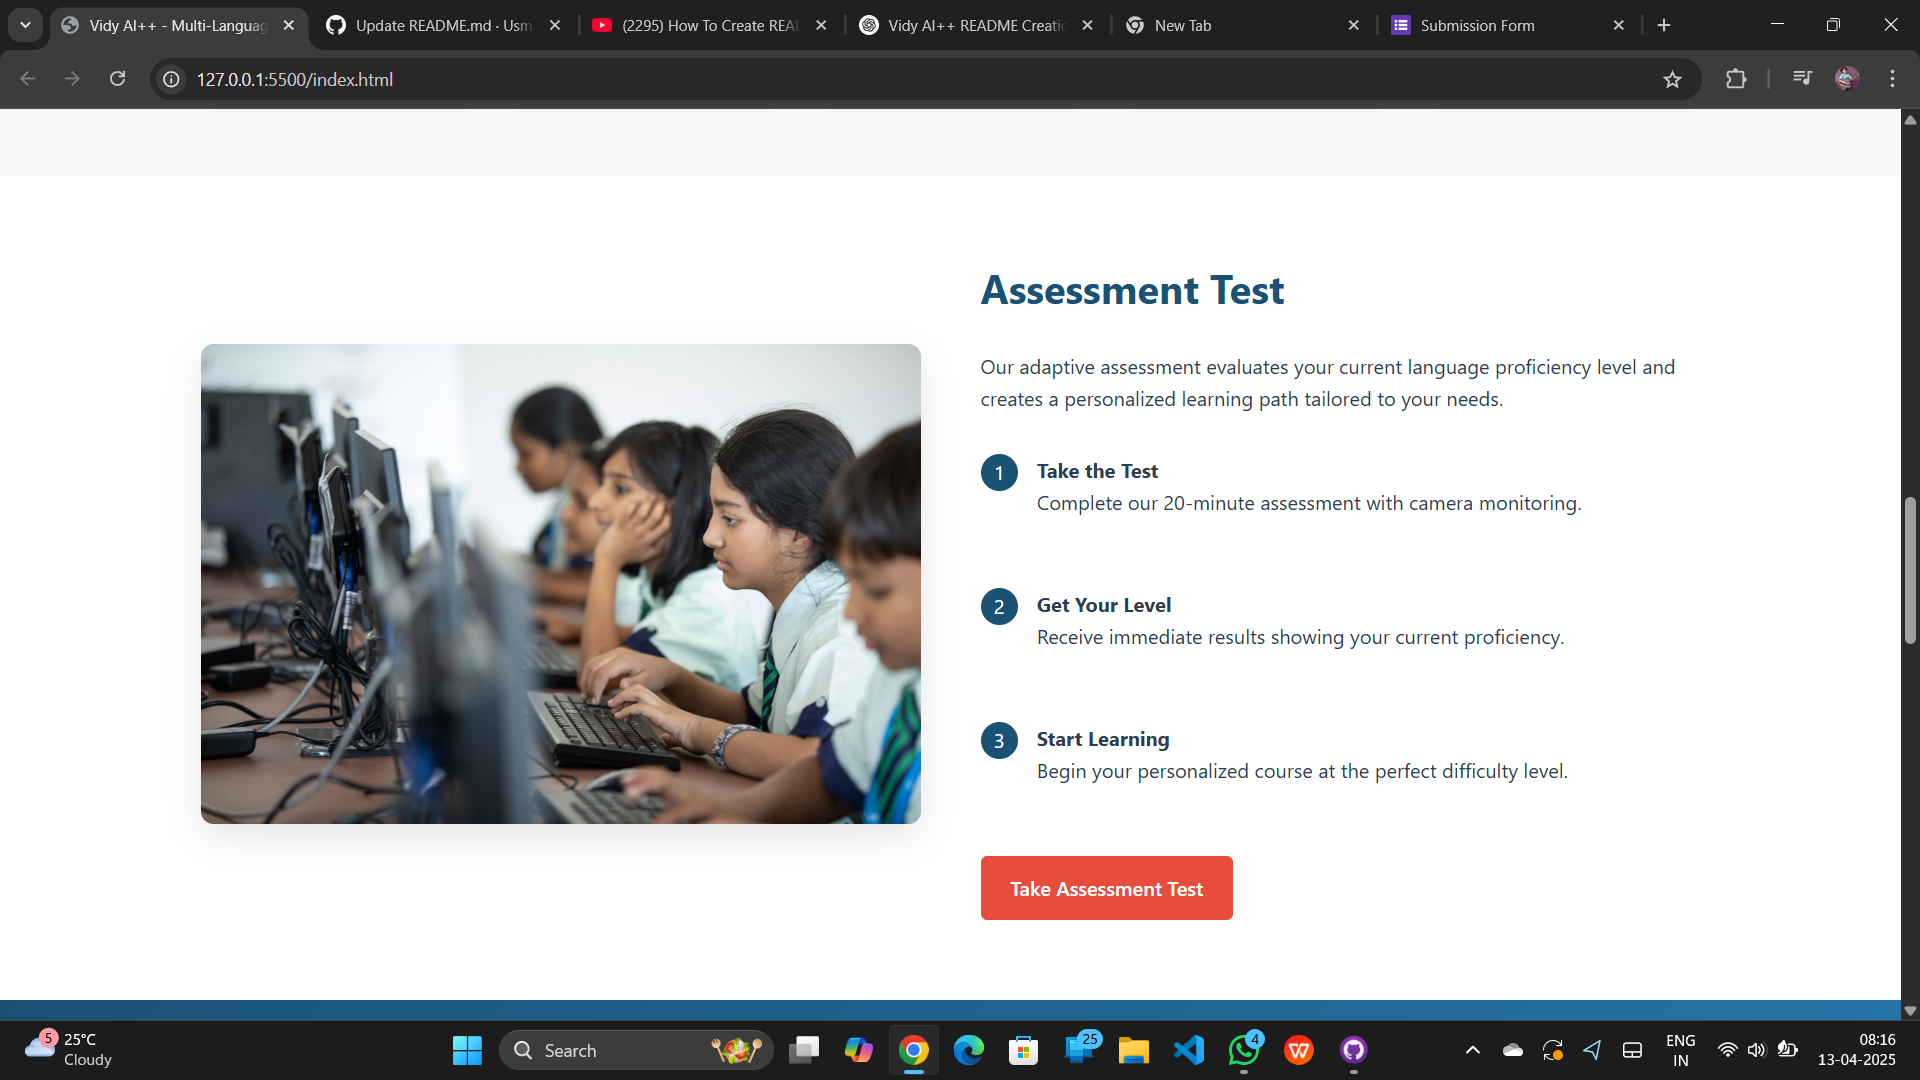 Vidy AI++ - Multi-Languag
Update README.md · Usm
(2295) How To Create REA
Vidy AI++ README Creatio
New Tab
Submission Form
127.0.0.1:5500/index.html
Assessment Test
Our adaptive assessment evaluates your current language proficiency level and
creates a personalized learning path tailored to your needs.
1
Take the Test
Complete our 20-minute assessment with camera monitoring.
2
Get Your Level
Receive immediate results showing your current proficiency.
3
Start Learning
Begin your personalized course at the perfect difficulty level.
Take Assessment Test
5
25°C
Cloudy
Search
25
4
ENG
IN
08:16
13-04-2025